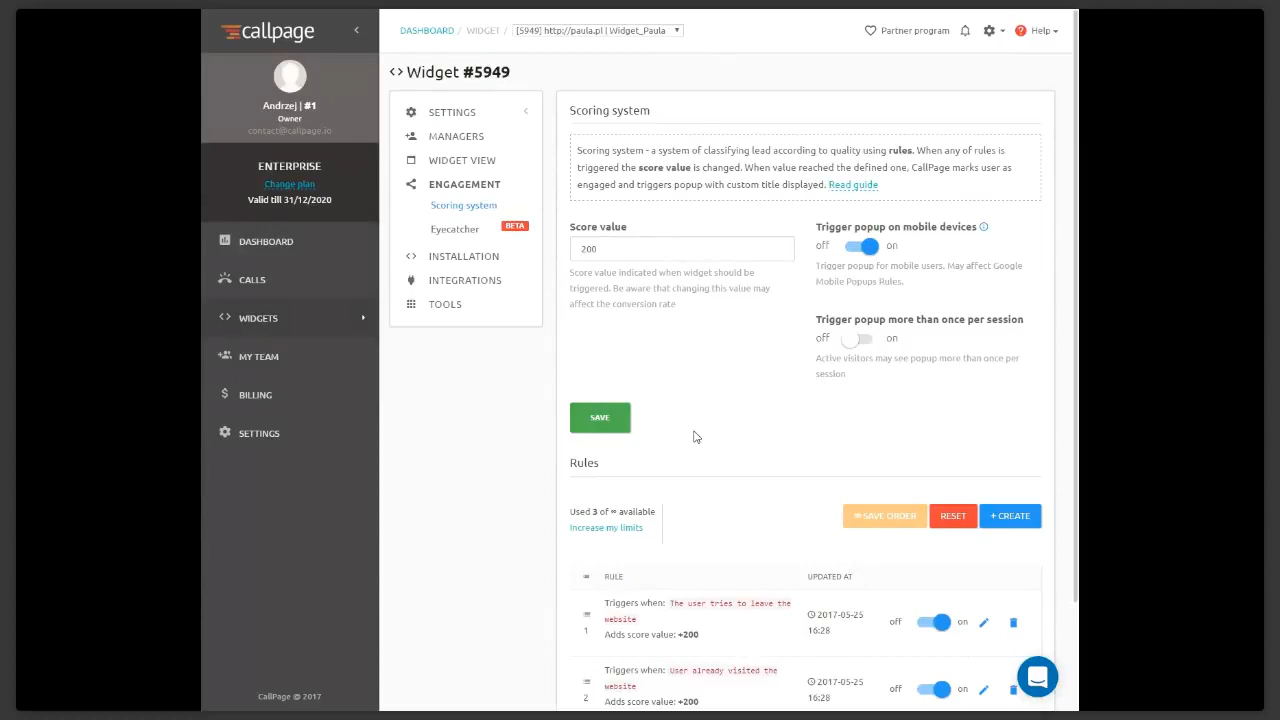 callpage
DASHBOARD / WIDGET / [5949] http://paula.pl | Widget_Paula
Partner program
Help
Andrzej | #1
Owner
contact@callpage.io
ENTERPRISE
Change plan
Valid till 31/12/2020
DASHBOARD
CALLS
WIDGETS
MY TEAM
BILLING
SETTINGS
CallPage @ 2017
Widget #5949
SETTINGS
MANAGERS
WIDGET VIEW
ENGAGEMENT
Scoring system
Eyecatcher BETA
INSTALLATION
INTEGRATIONS
TOOLS
Scoring system
Scoring system - a system of classifying lead according to quality using rules. When any of rules is
triggered the score value is changed. When value reached the defined one, CallPage marks user as
engaged and triggers popup with custom title displayed. Read guide
Score value
200
Score value indicated when widget should be
triggered. Be aware that changing this value may
affect the conversion rate
Trigger popup on mobile devices
off on
Trigger popup for mobile users. May affect Google
Mobile Popups Rules.
Trigger popup more than once per session
off on
Active visitors may see popup more than once per
session
SAVE
Rules
Used 3 of ∞ available
Increase my limits
SAVE ORDER
RESET
+ CREATE
RULE UPDATED AT
1
Triggers when: The user tries to leave the
website
Adds score value: +200
2017-05-25
16:28
off on
2
Triggers when: User already visited the
website
Adds score value: +200
2017-05-25
16:28
off on